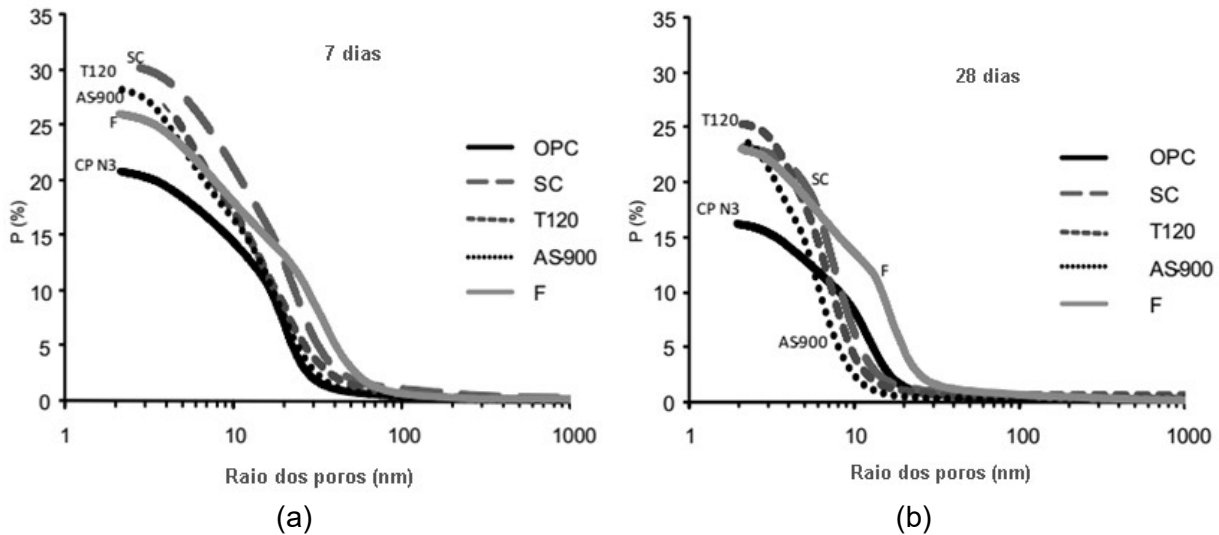 35
30
25
20
15
10
5
0
P (%)
7 dias
SC
T120
AS-900
F
CP N3
OPC
SC
T120
AS-900
F
1
10
100
1000
Raio dos poros (nm)
(a)
35
30
25
20
15
10
5
0
P (%)
28 dias
T120
SC
CP N3
F
AS-900
OPC
SC
T120
AS-900
F
1
10
100
1000
Raio dos poros (nm)
(b)